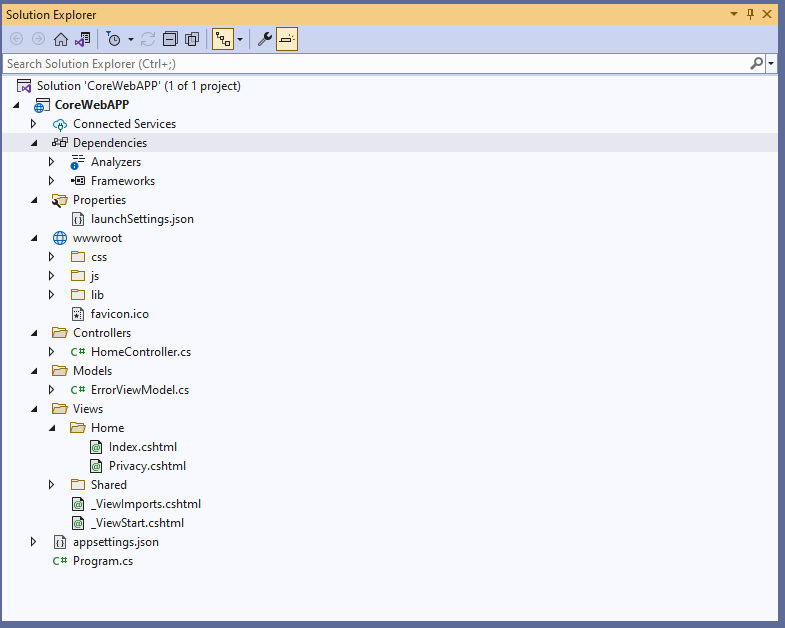 Solution Explorer
Search Solution Explorer (Ctrl+;)
Solution 'CoreWebAPP' (1 of 1 project)
CoreWebAPP
Connected Services
Dependencies
Analyzers
Frameworks
Properties
launchSettings.json
wwwroot
css
js
lib
favicon.ico
Controllers
C# HomeController.cs
Models
C# ErrorViewModel.cs
Views
Home
Index.cshtml
Privacy.cshtml
Shared
_ViewImports.cshtml
_ViewStart.cshtml
appsettings.json
C# Program.cs